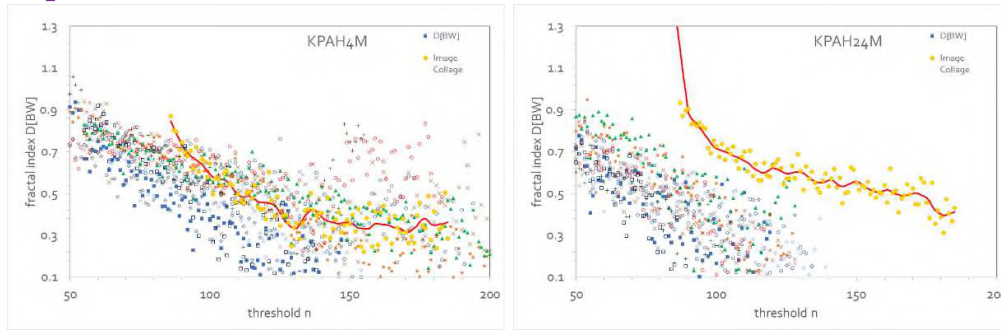 KPAH4M
D[BW]
Image
Collage
fractal index D[BW]
1.3
1.1
0.9
0.7
0.5
0.3
0.1
50
100
150
200
threshold n
KPAH24M
D[BW]
Image
Collage
fractal index D[BW]
1.3
1.1
0.9
0.7
0.5
0.3
0.1
50
100
150
200
threshold n